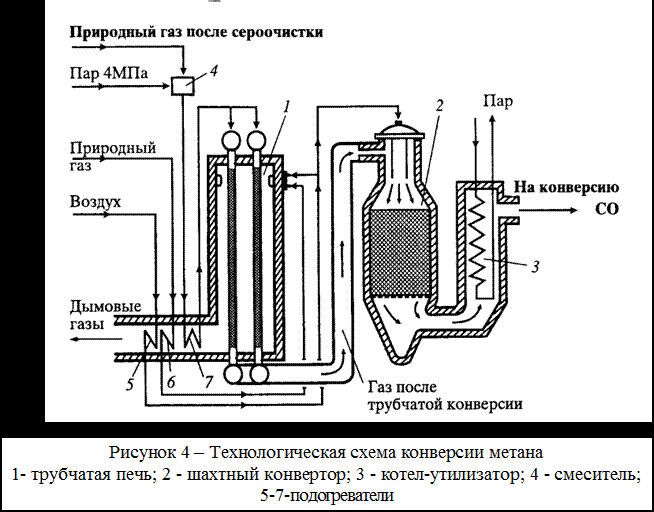 Природный газ после сероочистки
Пар 4МПа
4
1
2
3
Пар
Природный
газ
Воздух
На конверсию
СО
Дымовые
газы
5
6
7
Газ после
трубчатой конверсии
Рисунок 4 – Технологическая схема конверсии метана
1- трубчатая печь; 2 - шахтный конвертор; 3 - котел-утилизатор; 4 - смеситель;
5-7-подогреватели